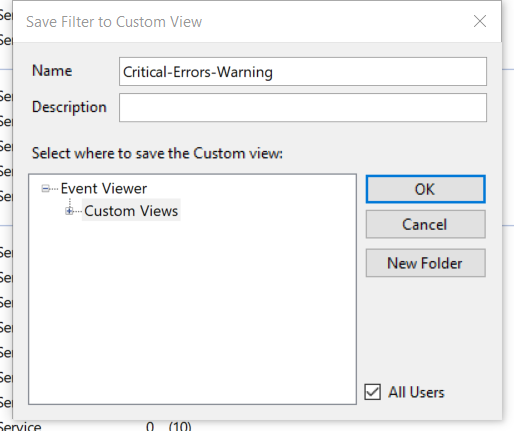 Save Filter to Custom View
Name
Critical-Errors-Warning
Description
Select where to save the Custom view:
Event Viewer
Custom Views
OK
Cancel
New Folder
All Users
Service 0 (10)